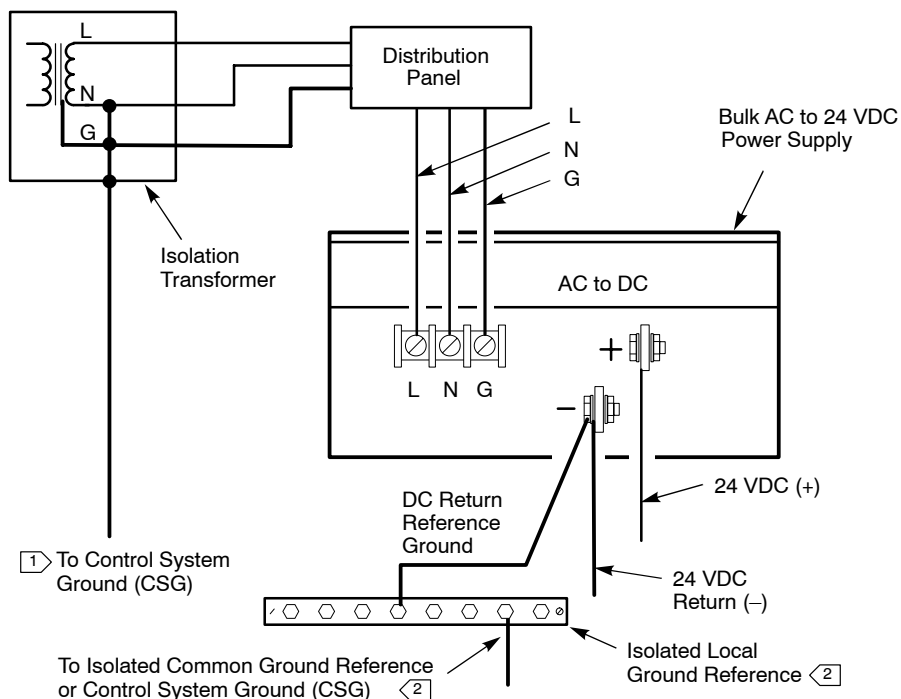 L
N
G
Distribution
Panel
L
N
G
Bulk AC to 24 VDC
Power Supply
Isolation
Transformer
AC to DC
L N G
+
–
24 VDC (+)
DC Return
Reference
Ground
1 To Control System
Ground (CSG)
24 VDC
Return (–)
To Isolated Common Ground Reference
or Control System Ground (CSG) 2
Isolated Local
Ground Reference 2